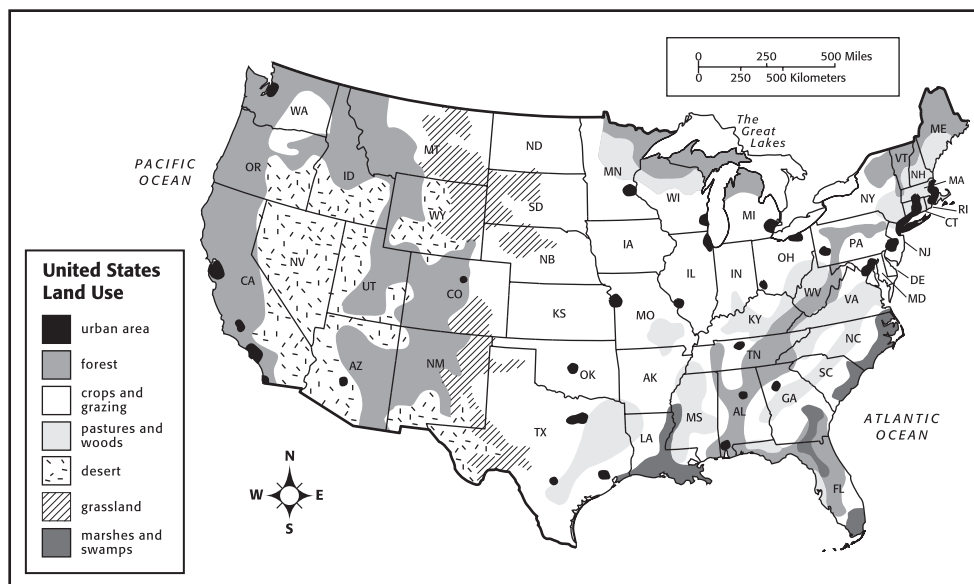 0 250 500 Miles
0 250 500 Kilometers
The
Great
Lakes
PACIFIC
OCEAN
WA
OR
ID
MT
ND
MN
WI
MI
NY
VT
NH
ME
MA
RI
CT
NJ
DE
MD
PA
OH
IN
IL
IA
SD
WY
NB
NV
CA
UT
CO
KS
MO
KY
WV
VA
NC
TN
SC
GA
AL
MS
AK
OK
NM
AZ
TX
LA
FL
ATLANTIC
OCEAN
United States
Land Use
urban area
forest
crops and
grazing
pastures and
woods
desert
grassland
marshes and
swamps
N
W E
S